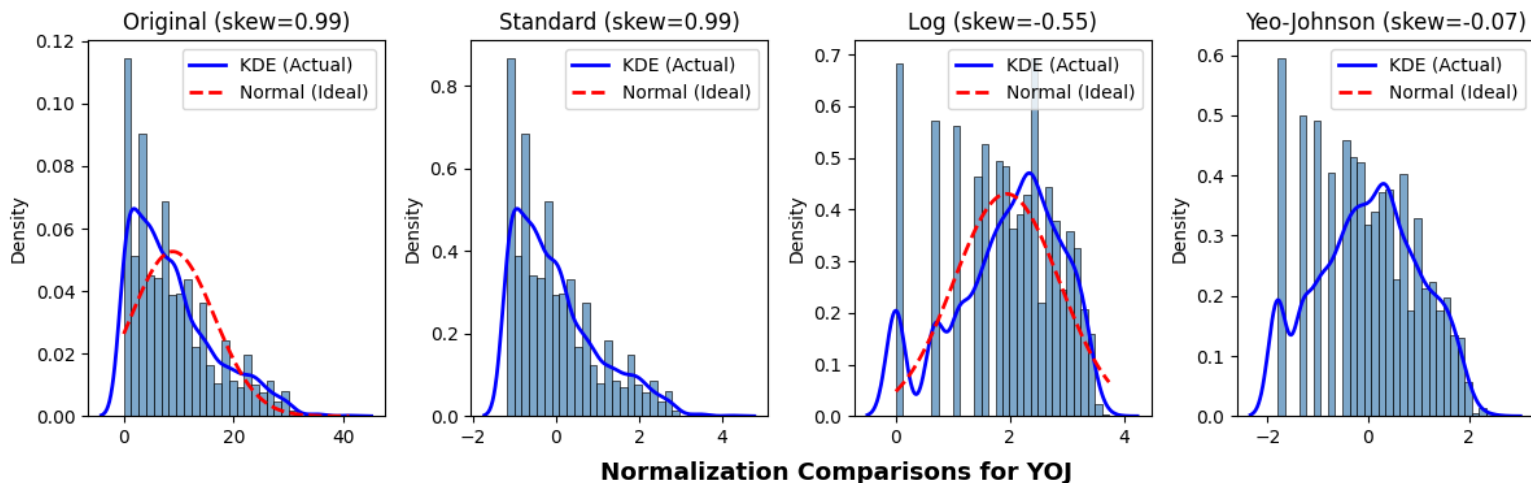 Original (skew=0.99)
Standard (skew=0.99)
Log (skew=-0.55)
Yeo-Johnson (skew=-0.07)
Density
0.12
0.10
0.08
0.06
0.04
0.02
0.00
0
20
40
KDE (Actual)
Normal (Ideal)
Density
0.8
0.6
0.4
0.2
0.0
−2
0
2
4
KDE (Actual)
Normal (Ideal)
Density
0.7
0.6
0.5
0.4
0.3
0.2
0.1
0.0
0
2
4
KDE (Actual)
Normal (Ideal)
Density
0.6
0.5
0.4
0.3
0.2
0.1
0.0
−2
0
2
KDE (Actual)
Normal (Ideal)
Normalization Comparisons for YOJ